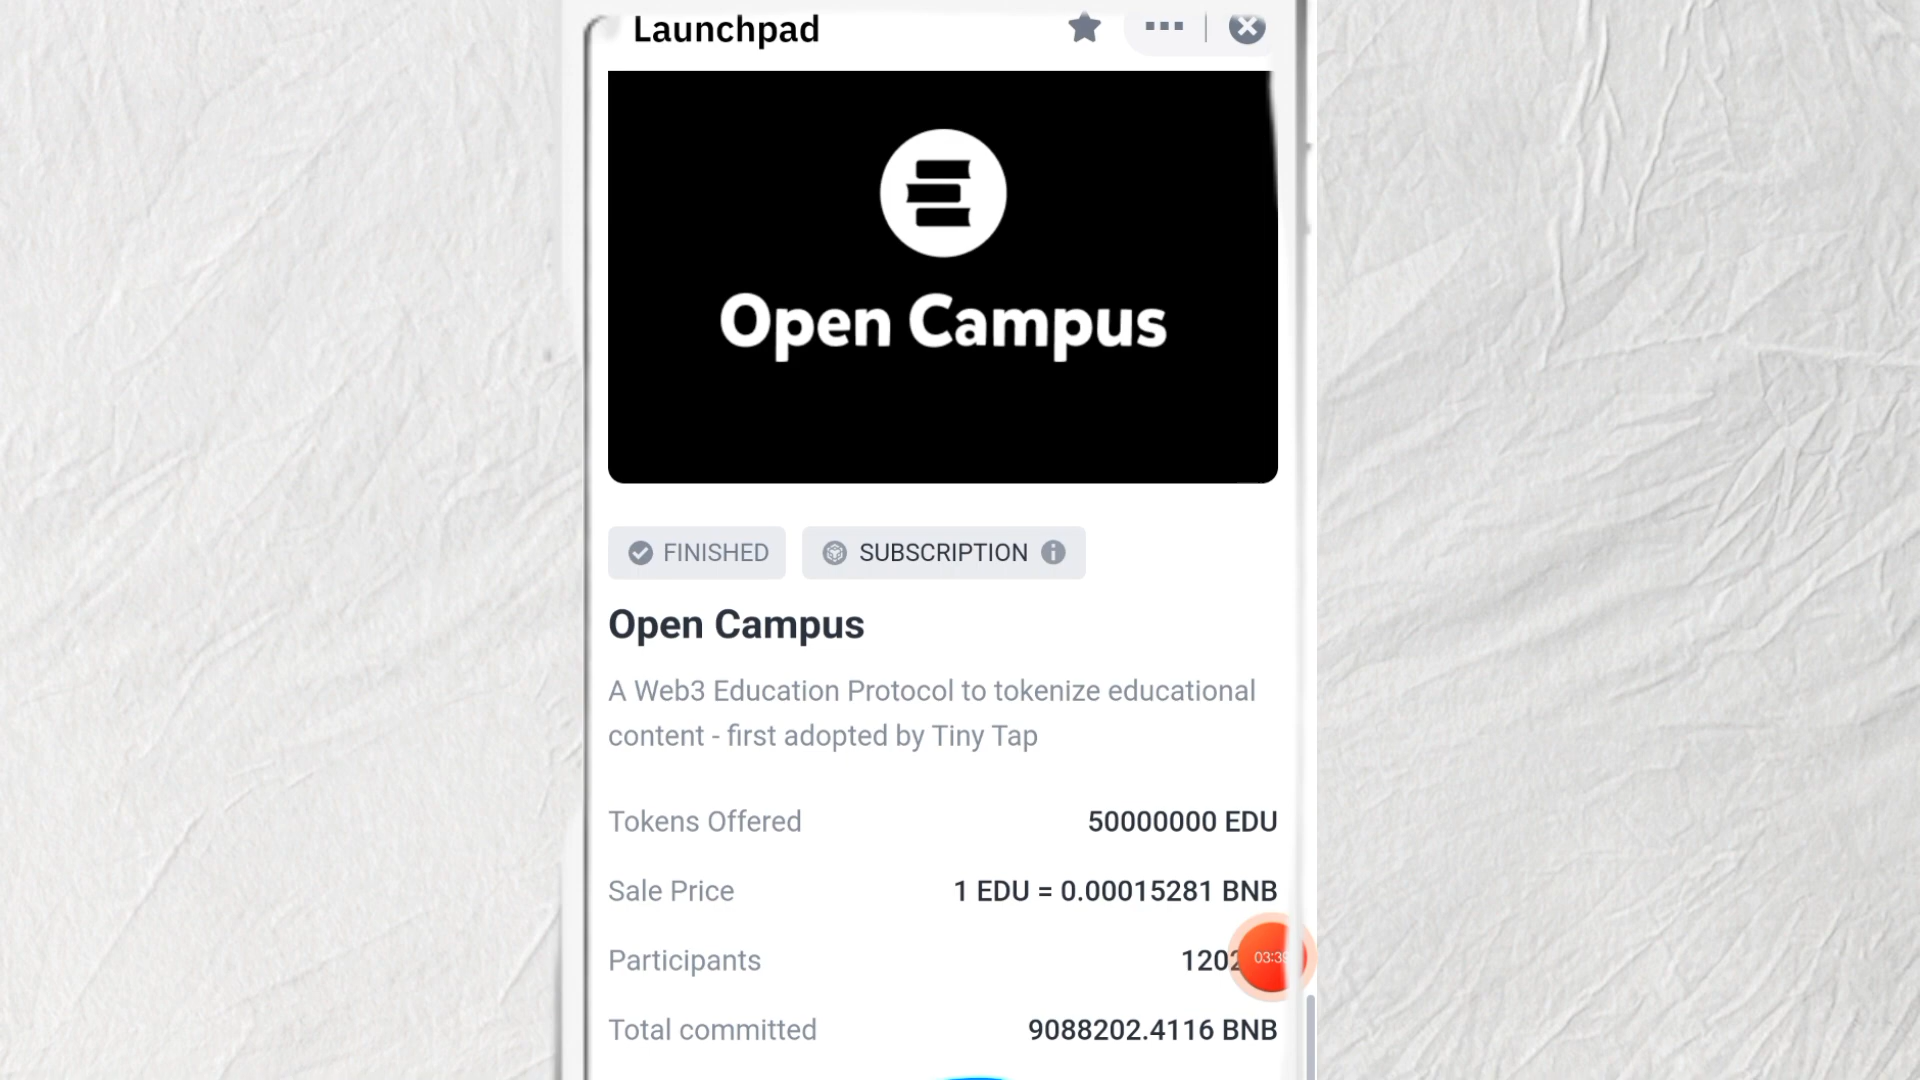 Launchpad
Open Campus
FINISHED
SUBSCRIPTION
Open Campus
A Web3 Education Protocol to tokenize educational
content - first adopted by Tiny Tap
Tokens Offered 50000000 EDU
Sale Price 1 EDU = 0.00015281 BNB
Participants
Total committed 9088202.4116 BNB